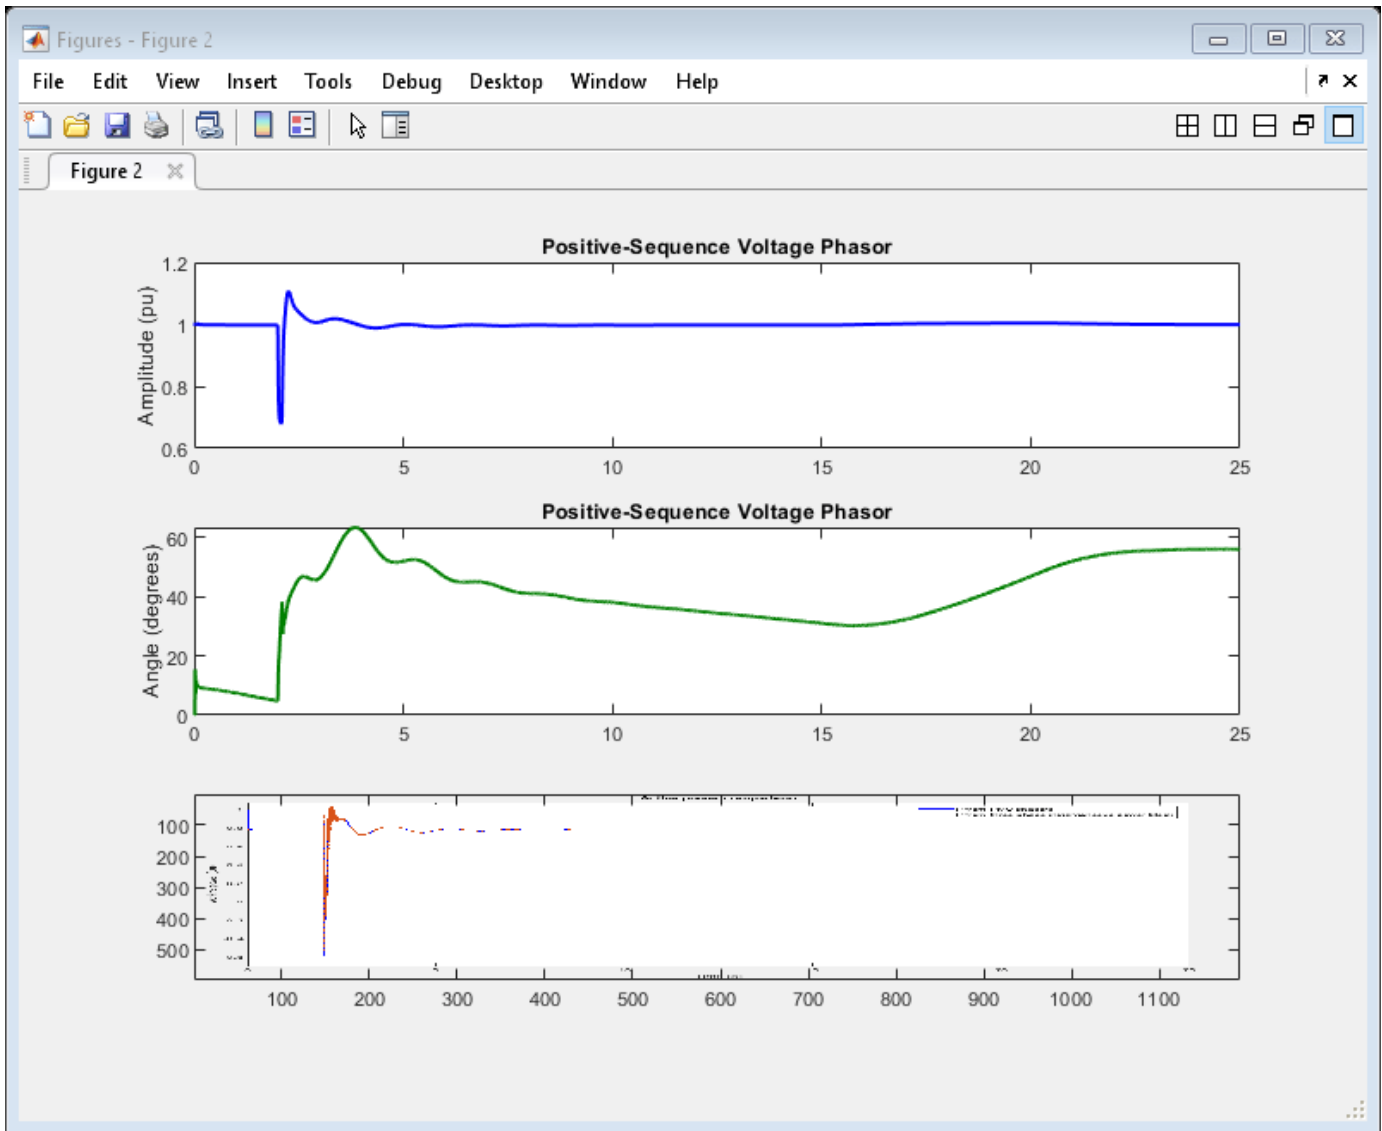 Figures - Figure 2
File Edit View Insert Tools Debug Desktop Window Help
Figure 2
Positive-Sequence Voltage Phasor
Amplitude (pu)
1.2
1
0.8
0.6
0 5 10 15 20 25
Positive-Sequence Voltage Phasor
Angle (degrees)
60
40
20
0
0 5 10 15 20 25
100
200
300
400
500
100 200 300 400 500 600 700 800 900 1000 1100